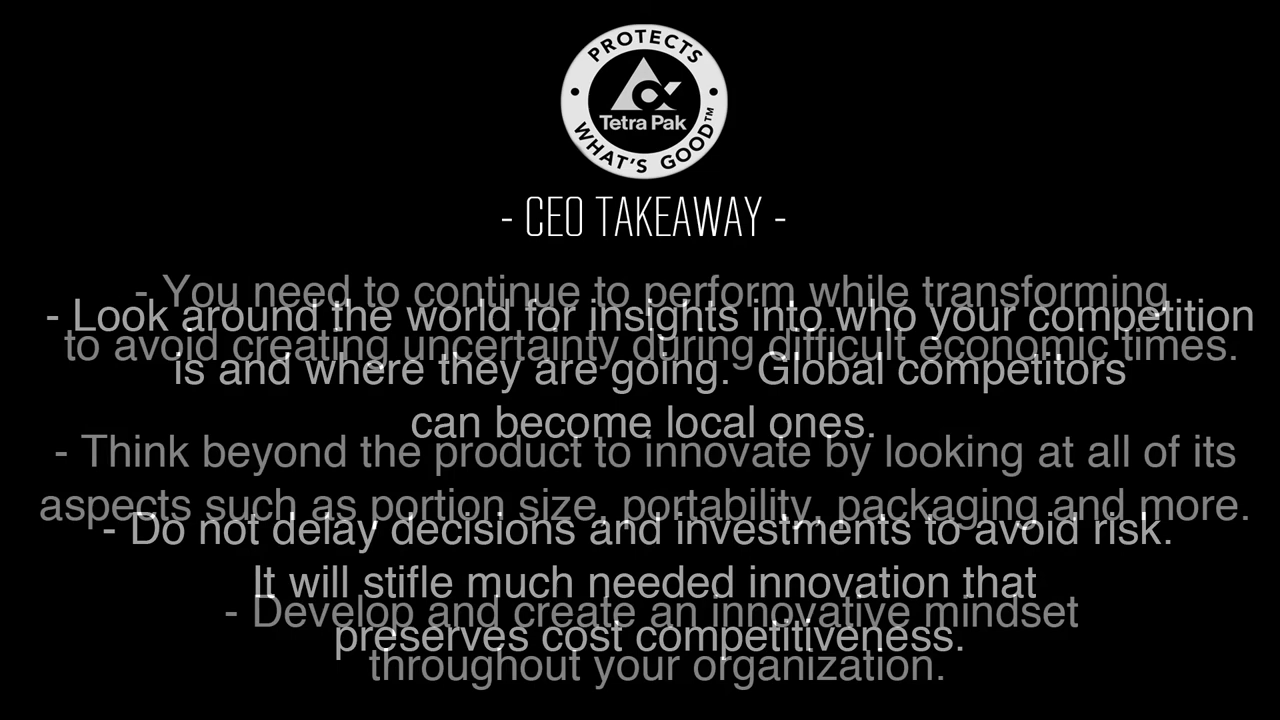 PROTECTS
Tetra Pak
WHAT'S GOOD™
- CEO TAKEAWAY -
- You need to continue to perform while transforming
to avoid creating uncertainty during difficult economic times.
- Think beyond the product to innovate by looking at all of its
aspects such as portion size, portability, packaging and more.
- Develop and create an innovative mindset
throughout your organization.
- Look around the world for insights into who your competition
is and where they are going.  Global competitors
can become local ones.
- Do not delay decisions and investments to avoid risk.
It will stifle much needed innovation that
preserves cost competitiveness.